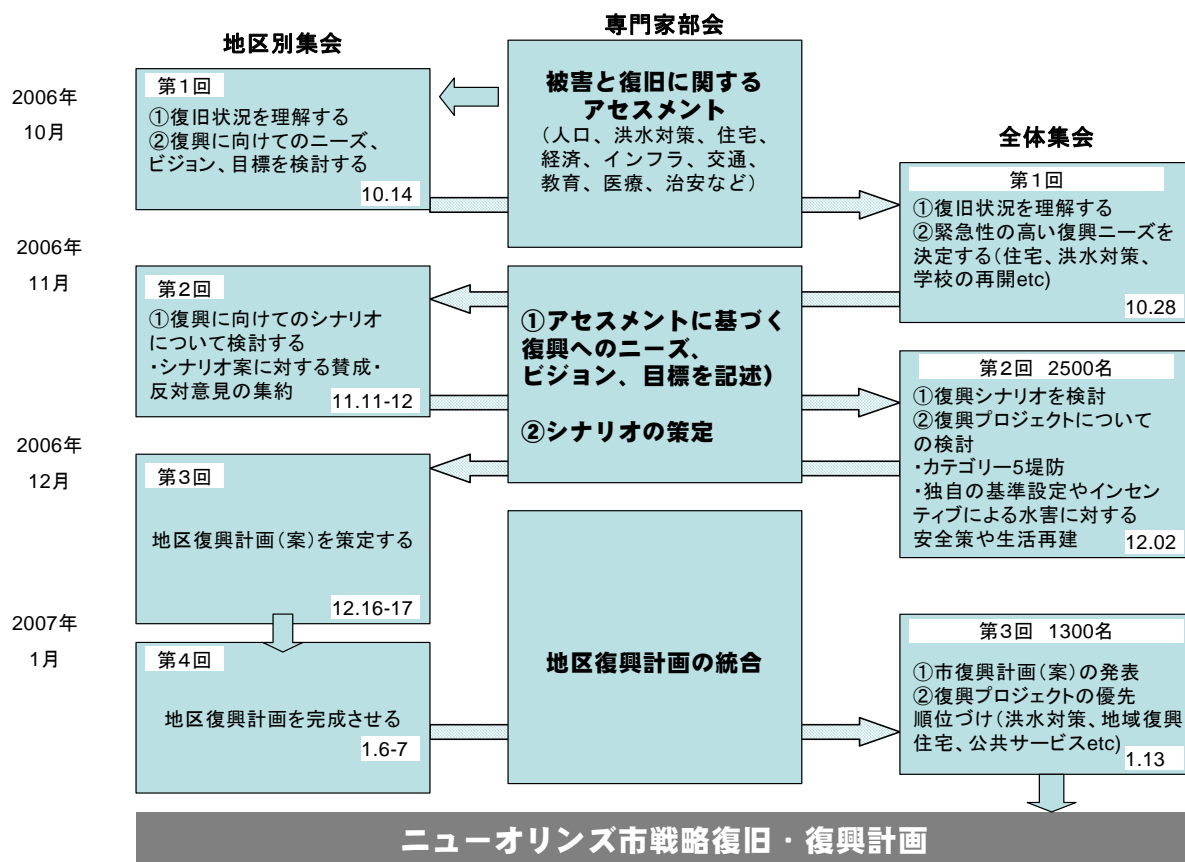 専門家部会
地区別集会
全体集会
2006年
10月
第1回
①復旧状況を理解する
②復興に向けてのニーズ、
ビジョン、目標を検討する
10.14
被害と復旧に関する
アセスメント
（人口、洪水対策、住宅、
経済、インフラ、交通、
教育、医療、治安など）
第1回
①復旧状況を理解する
②緊急性の高い復興ニーズを
決定する(住宅、洪水対策、
学校の再開etc)
10.28
2006年
11月
第2回
①復興に向けてのシナリオ
について検討する
・シナリオ案に対する賛成・
反対意見の集約
11.11-12
①アセスメントに基づく
復興へのニーズ、
ビジョン、目標を記述）
②シナリオの策定
第2回 2500名
①復興シナリオを検討
②復興プロジェクトについて
の検討
・カテゴリー5堤防
・独自の基準設定やインセン
ティブによる水害に対する
安全策や生活再建
12.02
2006年
12月
第3回
地区復興計画(案)を策定する
12.16-17
2007年
1月
第4回
地区復興計画を完成させる
1.6-7
地区復興計画の統合
第3回 1300名
①市復興計画(案)の発表
②復興プロジェクトの優先
順位づけ(洪水対策、地域復興
住宅、公共サービスetc)
1.13
ニューオリンズ市戦略復旧・復興計画